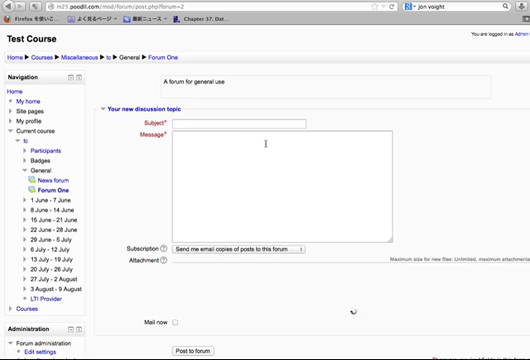 m25.poodll.com/mod/forum/post.php?forum=2
jon voight
よく見るページ 最新ニュース Chapter 37. Dat...
Test Course
You are logged in as Admin
Home Courses Miscellaneous tc General Forum One
Navigation
Home
My home
Site pages
My profile
Current course
tc
Participants
Badges
General
News forum
Forum One
1 June - 7 June
8 June - 14 June
15 June - 21 June
22 June - 28 June
29 June - 5 July
6 July - 12 July
13 July - 19 July
20 July - 26 July
27 July - 2 August
3 August - 9 August
LTI Provider
Courses
Administration
Forum administration
Edit settings
A forum for general use
Your new discussion topic
Subject*
Message*
Subscription
Send me email copies of posts to this forum
Attachment
Maximum size for new files: Unlimited, maximum attachments
Mail now
Post to forum